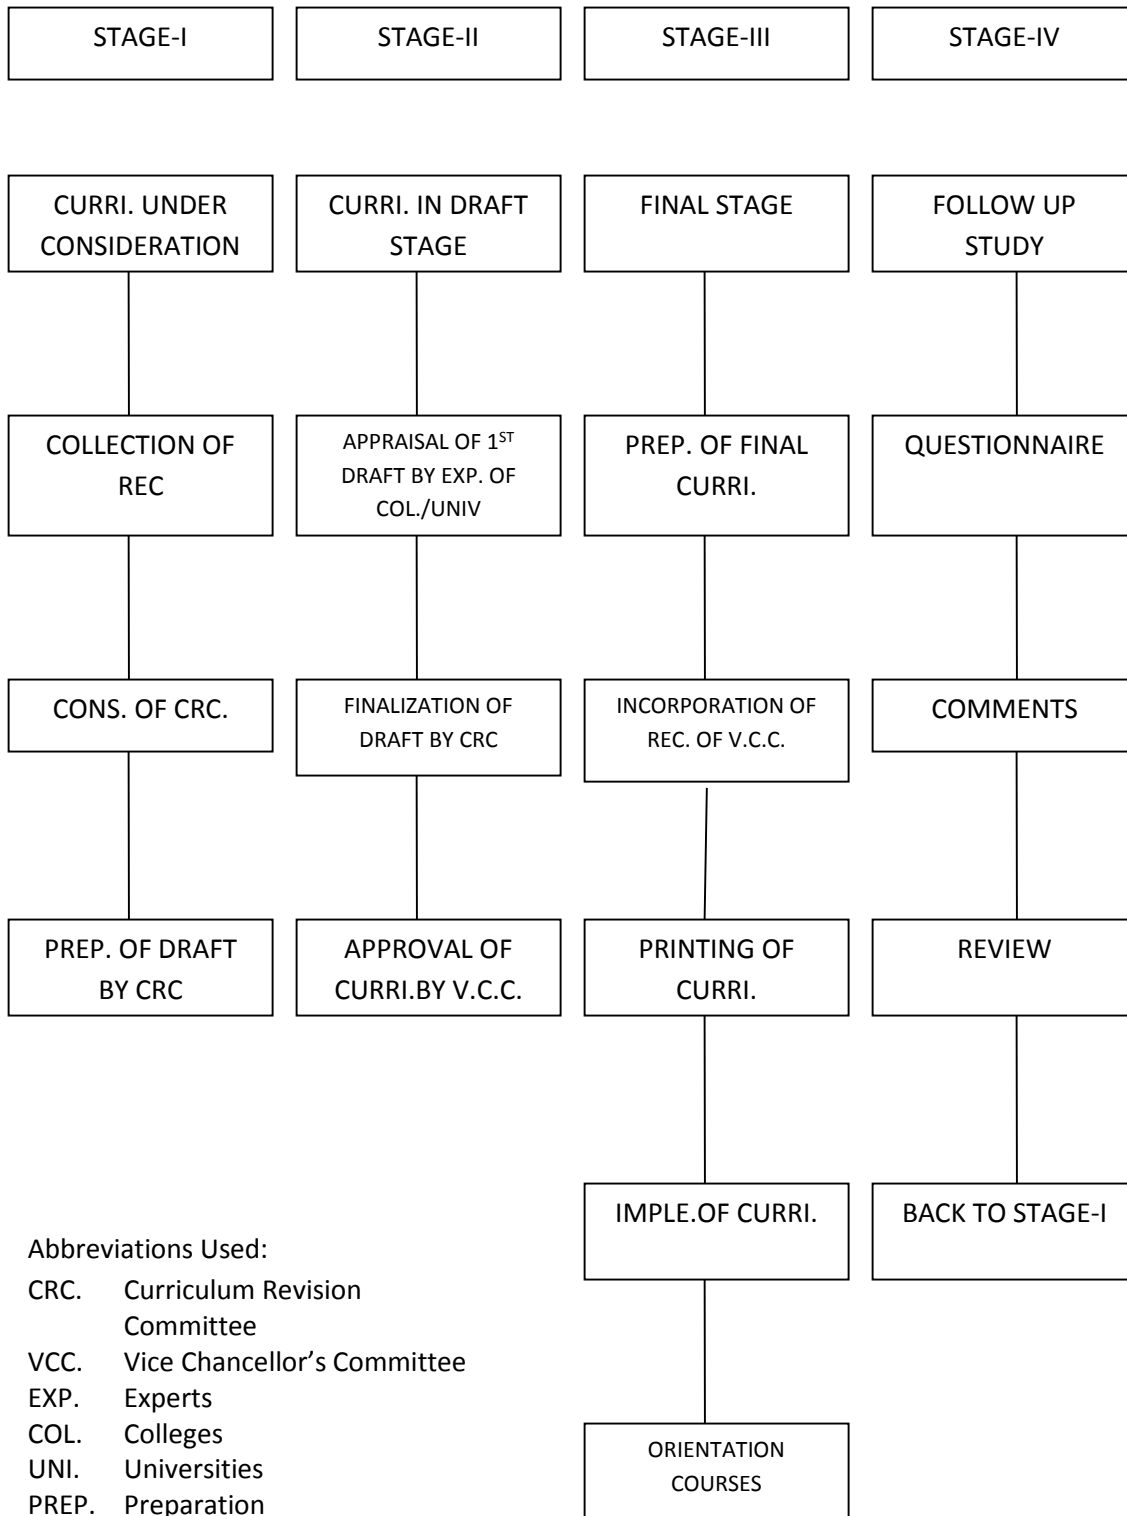 STAGE-I
STAGE-II
STAGE-III
STAGE-IV
CURRI. UNDER
CONSIDERATION
CURRI. IN DRAFT
STAGE
FINAL STAGE
FOLLOW UP
STUDY
COLLECTION OF
REC
APPRAISAL OF 1ST
DRAFT BY EXP. OF
COL./UNIV
PREP. OF FINAL
CURRI.
QUESTIONNAIRE
CONS. OF CRC.
FINALIZATION OF
DRAFT BY CRC
INCORPORATION OF
REC. OF V.C.C.
COMMENTS
PREP. OF DRAFT
BY CRC
APPROVAL OF
CURRI.BY V.C.C.
PRINTING OF
CURRI.
REVIEW
IMPLE.OF CURRI.
BACK TO STAGE-I
ORIENTATION
COURSES
Abbreviations Used:
CRC. Curriculum Revision
Committee
VCC. Vice Chancellor’s Committee
EXP. Experts
COL. Colleges
UNI. Universities
PREP. Preparation